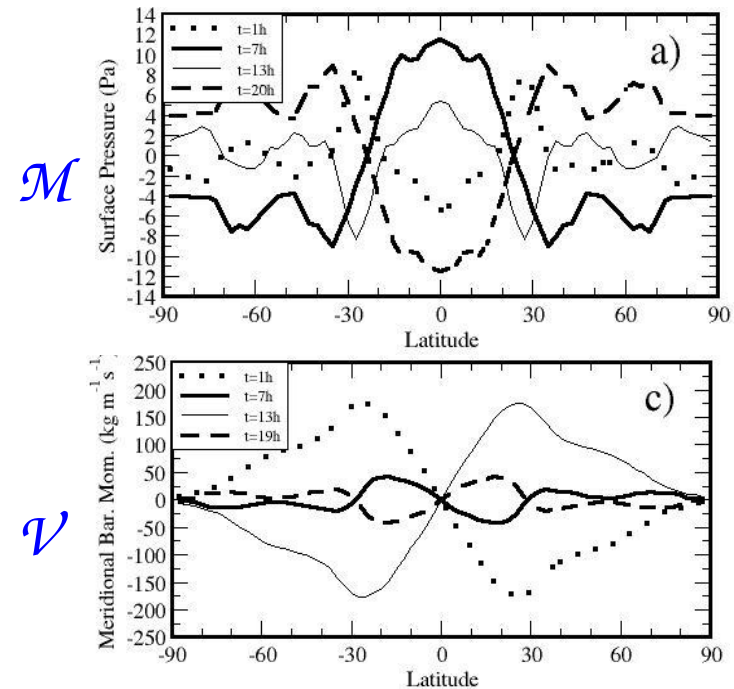 a)
t=1h
t=7h
t=13h
t=20h
14
12
10
8
6
4
2
0
-2
-4
-6
-8
-10
-12
-14
Surface Pressure (Pa)
M
-90 -60 -30 0 30 60 90
Latitude
c)
t=1h
t=7h
t=13h
t=19h
250
200
150
100
50
0
-50
-100
-150
-200
-250
Meridional Bar. Mom. (kg m⁻¹ s⁻¹
V
-90 -60 -30 0 30 60 90
Latitude